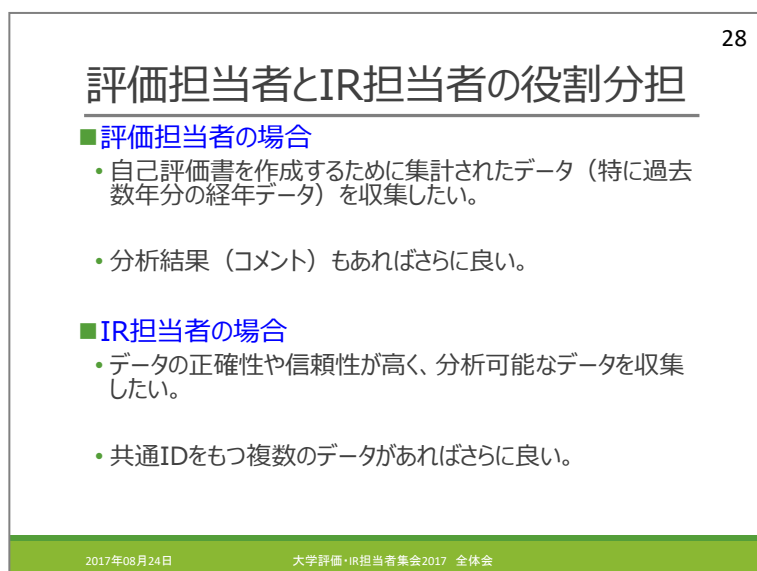 28
評価担当者とIR担当者の役割分担
■評価担当者の場合
• 自己評価書を作成するために集計されたデータ（特に過去
数年分の経年データ）を収集したい。
• 分析結果（コメント）もあればさらに良い。
■IR担当者の場合
• データの正確性や信頼性が高く、分析可能なデータを収集
したい。
• 共通IDをもつ複数のデータがあればさらに良い。
2017年08月24日 大学評価・IR担当者集会2017 全体会